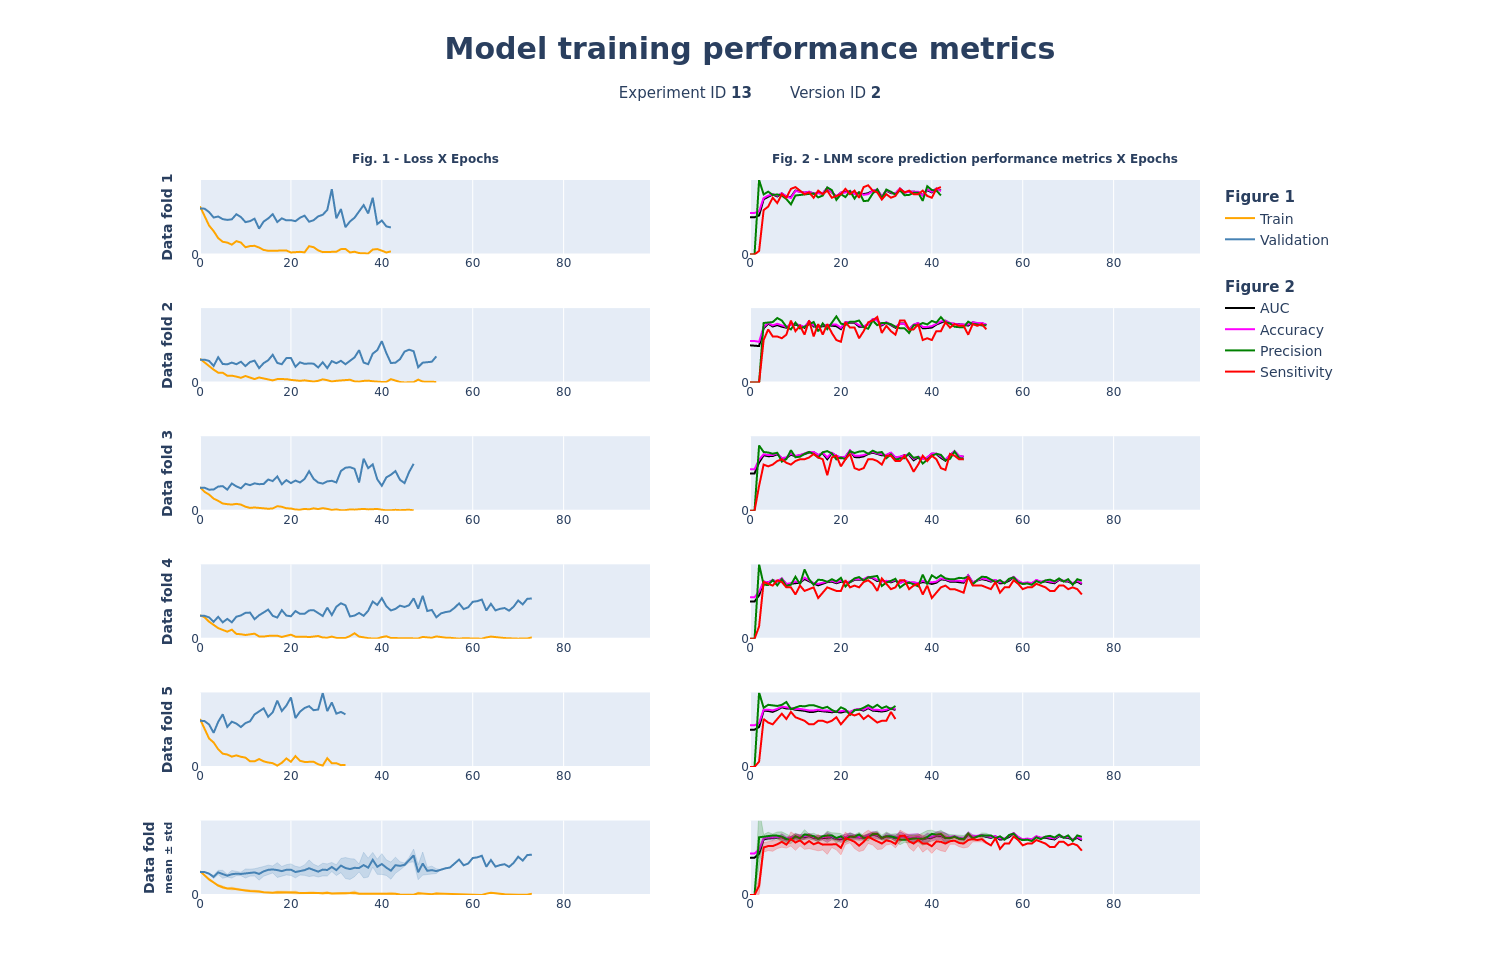 Model training performance metrics
Experiment ID 13 Version ID 2
Fig. 1 - Loss X Epochs
Fig. 2 - LNM score prediction performance metrics X Epochs
Data fold 1
0
0 20 40 60 80
0
0 20 40 60 80
Data fold 2
0
0 20 40 60 80
0
0 20 40 60 80
Data fold 3
0
0 20 40 60 80
0
0 20 40 60 80
Data fold 4
0
0 20 40 60 80
0
0 20 40 60 80
Data fold 5
0
0 20 40 60 80
0
0 20 40 60 80
Data fold
mean ± std
0
0 20 40 60 80
0
0 20 40 60 80
Figure 1
Train
Validation
Figure 2
AUC
Accuracy
Precision
Sensitivity